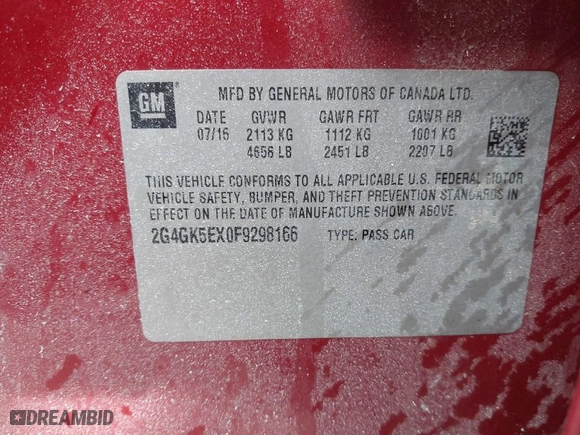 GM
MFD BY GENERAL MOTORS OF CANADA LTD.
DATE GVWR GAWR FRT GAWR RR
07/15 2113 KG 1112 KG 1001 KG
4656 LB 2451 LB 2207 LB
THIS VEHICLE CONFORMS TO ALL APPLICABLE U.S. FEDERAL MOTOR
VEHICLE SAFETY, BUMPER, AND THEFT PREVENTION STANDARDS IN
EFFECT ON THE DATE OF MANUFACTURE SHOWN ABOVE.
2G4GK5EX0F9298166 TYPE: PASS CAR
DREAMBID